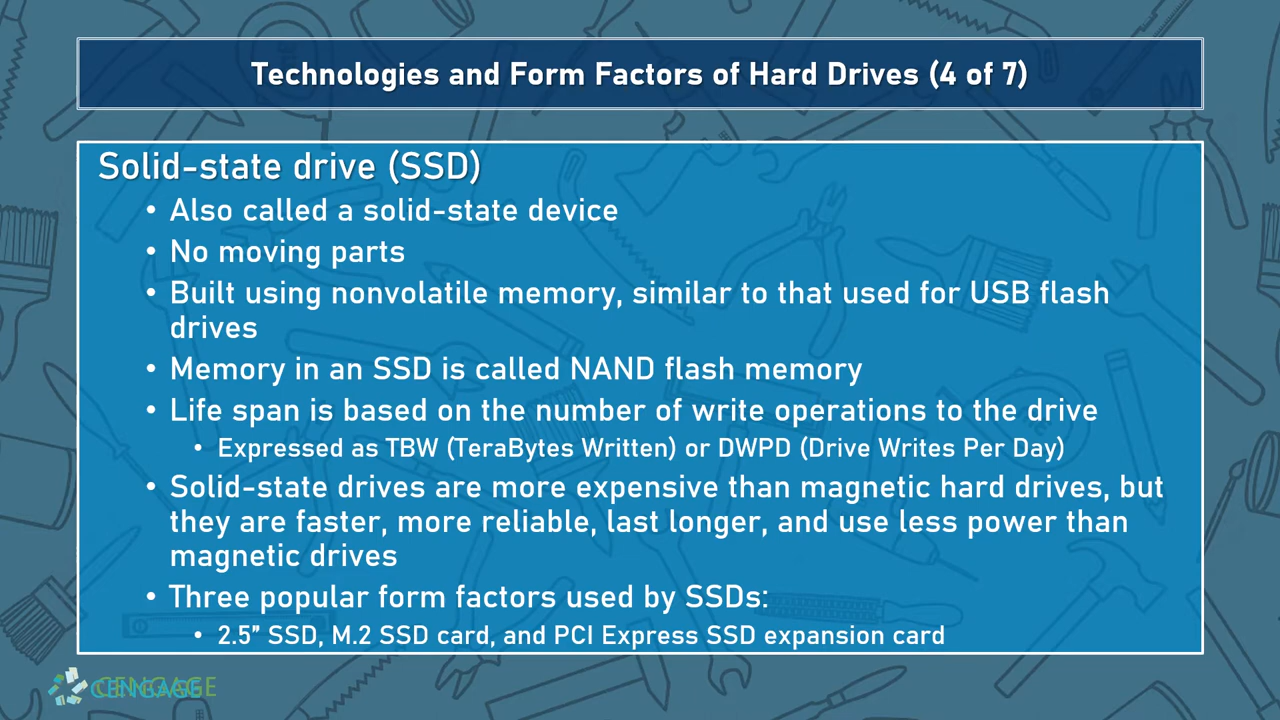 Technologies and Form Factors of Hard Drives (4 of 7)
Solid-state drive (SSD)
• Also called a solid-state device
• No moving parts
• Built using nonvolatile memory, similar to that used for USB flash
drives
• Memory in an SSD is called NAND flash memory
• Life span is based on the number of write operations to the drive
• Expressed as TBW (TeraBytes Written) or DWPD (Drive Writes Per Day)
• Solid-state drives are more expensive than magnetic hard drives, but
they are faster, more reliable, last longer, and use less power than
magnetic drives
• Three popular form factors used by SSDs:
• 2.5” SSD, M.2 SSD card, and PCI Express SSD expansion card
CENGAGE